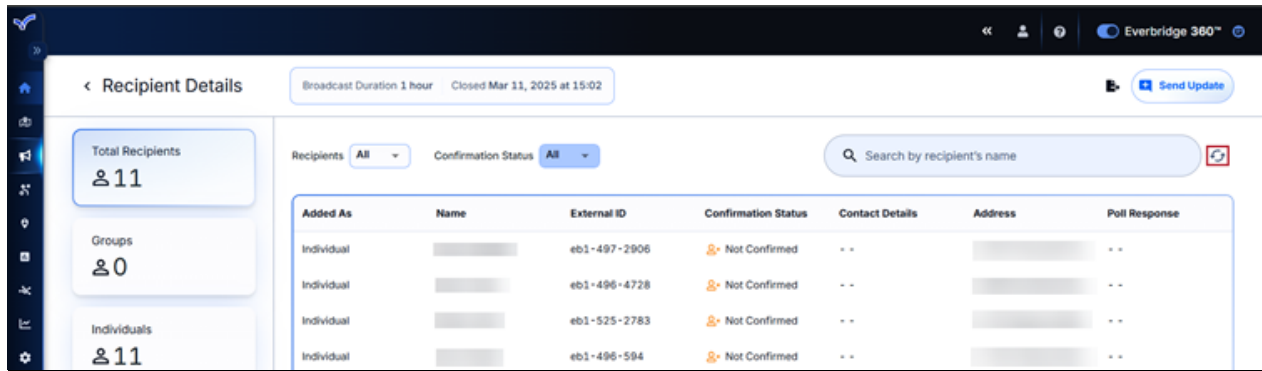 Everbridge 360™
Recipient Details
Broadcast Duration 1 hour Closed Mar 11, 2025 at 15:02
Send Update
Total Recipients
11
Groups
0
Individuals
11
Recipients All
Confirmation Status All
Search by recipient's name
Added As Name External ID Confirmation Status Contact Details Address Poll Response
Individual eb1-497-2906 Not Confirmed - - - -
Individual eb1-496-4728 Not Confirmed - - - -
Individual eb1-525-2783 Not Confirmed - - - -
Individual eb1-496-594 Not Confirmed - - - -